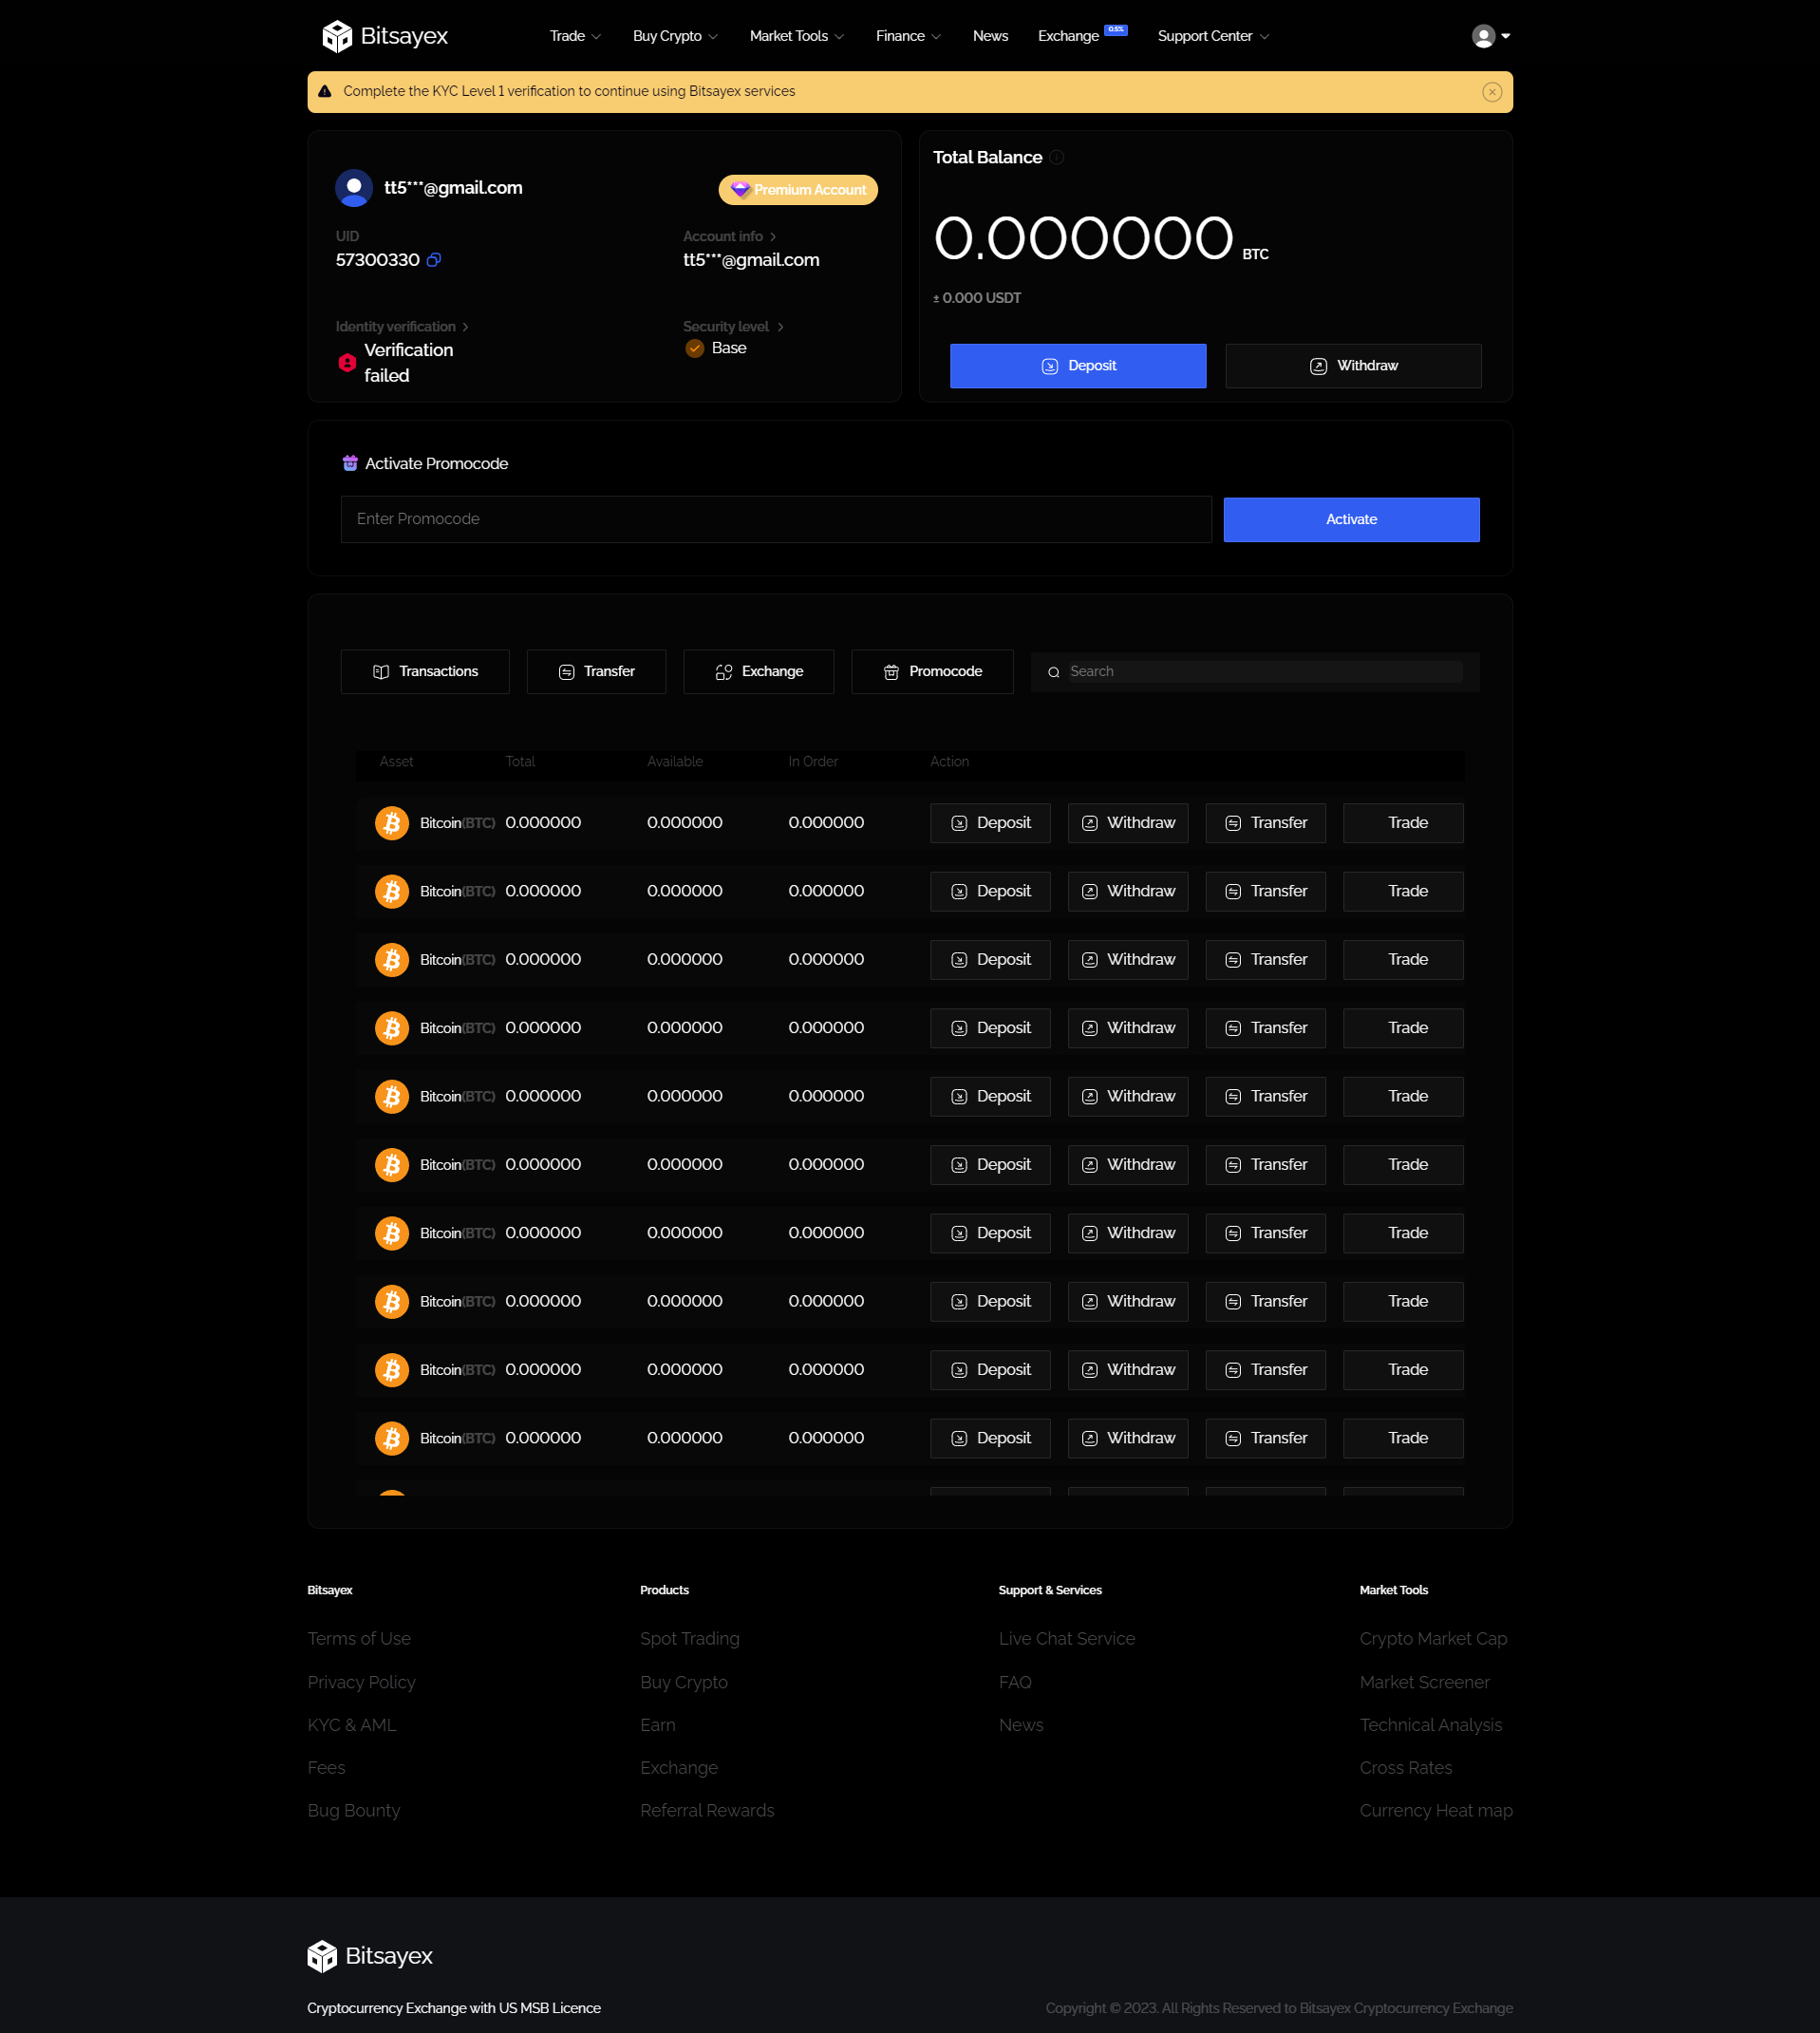 Bitsayex Trade Buy Crypto Market Tools Finance News Exchange 0.5% Support Center
Complete the KYC Level 1 verification to continue using Bitsayex services
tt5***@gmail.com Premium Account
UID
57300330
Account info
tt5***@gmail.com
Identity verification
Verification
failed
Security level
Base
Total Balance
0.000000 BTC
± 0.000 USDT
Deposit Withdraw
Activate Promocode
Enter Promocode Activate
Transactions Transfer Exchange Promocode Search
Asset Total Available In Order Action
Bitcoin(BTC) 0.000000 0.000000 0.000000 Deposit Withdraw Transfer Trade
Bitcoin(BTC) 0.000000 0.000000 0.000000 Deposit Withdraw Transfer Trade
Bitcoin(BTC) 0.000000 0.000000 0.000000 Deposit Withdraw Transfer Trade
Bitcoin(BTC) 0.000000 0.000000 0.000000 Deposit Withdraw Transfer Trade
Bitcoin(BTC) 0.000000 0.000000 0.000000 Deposit Withdraw Transfer Trade
Bitcoin(BTC) 0.000000 0.000000 0.000000 Deposit Withdraw Transfer Trade
Bitcoin(BTC) 0.000000 0.000000 0.000000 Deposit Withdraw Transfer Trade
Bitcoin(BTC) 0.000000 0.000000 0.000000 Deposit Withdraw Transfer Trade
Bitcoin(BTC) 0.000000 0.000000 0.000000 Deposit Withdraw Transfer Trade
Bitcoin(BTC) 0.000000 0.000000 0.000000 Deposit Withdraw Transfer Trade
Bitsayex
Terms of Use
Privacy Policy
KYC & AML
Fees
Bug Bounty
Products
Spot Trading
Buy Crypto
Earn
Exchange
Referral Rewards
Support & Services
Live Chat Service
FAQ
News
Market Tools
Crypto Market Cap
Market Screener
Technical Analysis
Cross Rates
Currency Heat map
Bitsayex
Cryptocurrency Exchange with US MSB Licence
Copyright © 2023. All Rights Reserved to Bitsayex Cryptocurrency Exchange